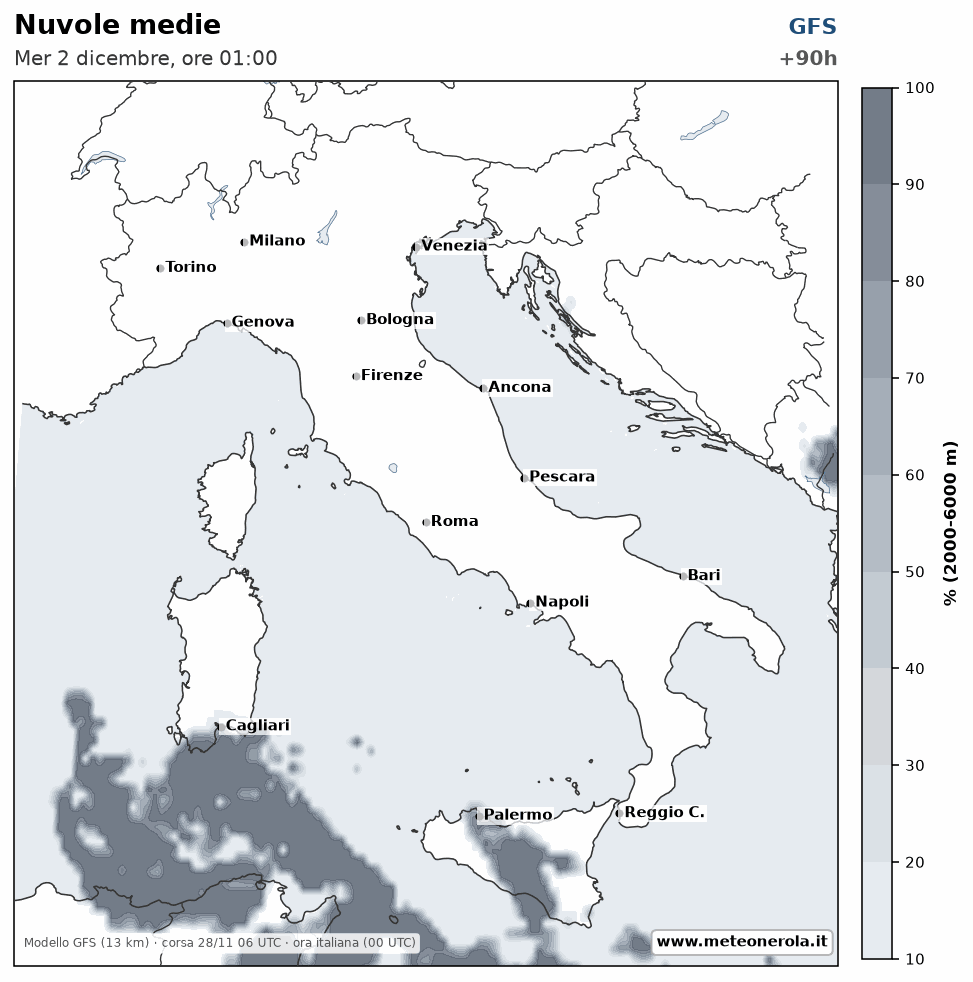 Nuvole medie
GFS
Mer 2 dicembre, ore 01:00
+90h
100
90
80
70
60
50
40
30
20
10
% (2000-6000 m)
Milano
Venezia
Torino
Genova
Bologna
Firenze
Ancona
Pescara
Roma
Bari
Napoli
Cagliari
Palermo
Reggio C.
Modello GFS (13 km) · corsa 28/11 06 UTC · ora italiana (00 UTC)
www.meteonerola.it